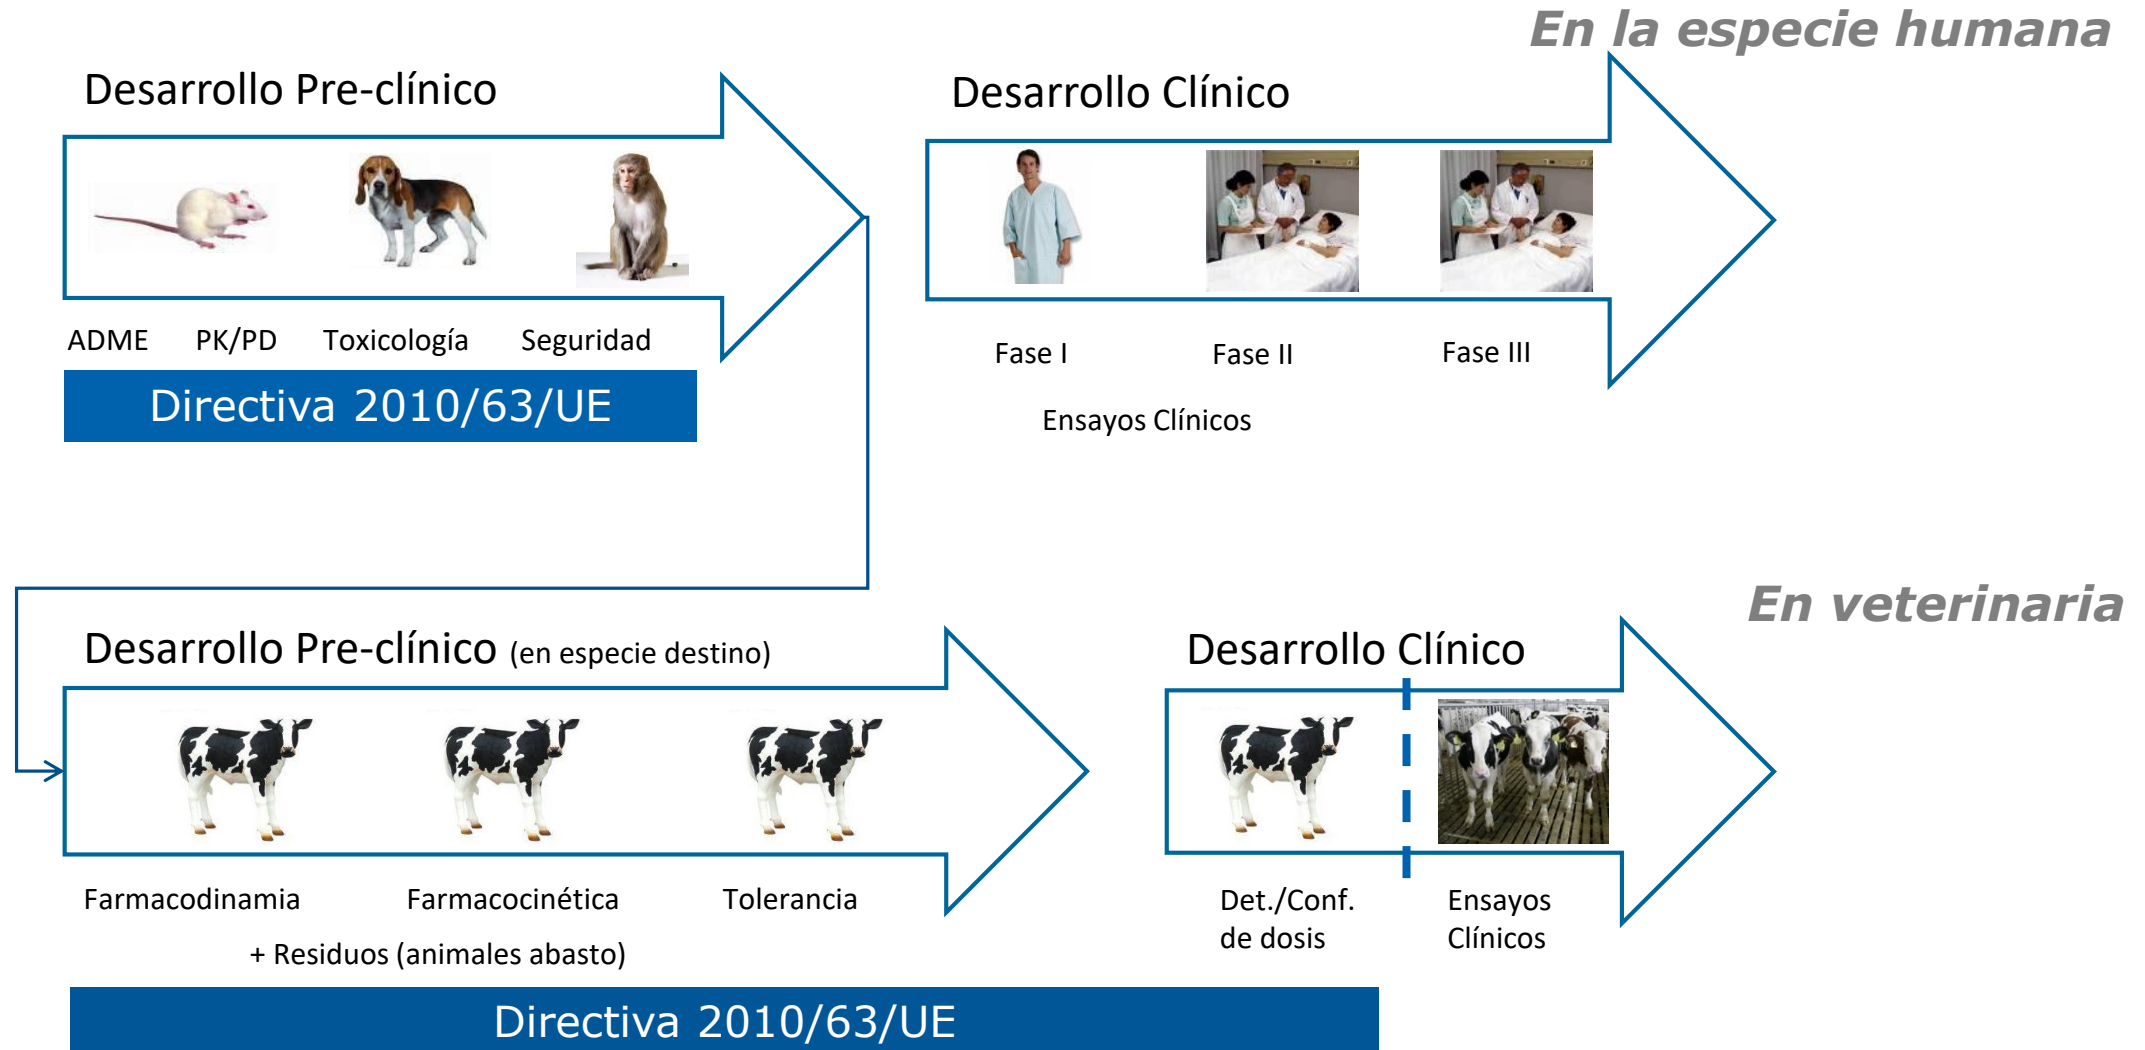 En la especie humana
Desarrollo Pre-clínico
Desarrollo Clínico
ADME PK/PD Toxicología Seguridad
Directiva 2010/63/UE
Fase I Fase II Fase III
Ensayos Clínicos
En veterinaria
Desarrollo Pre-clínico (en especie destino)
Desarrollo Clínico
Farmacodinamia Farmacocinética Tolerancia
+ Residuos (animales abasto)
Det./Conf.
de dosis
Ensayos
Clínicos
Directiva 2010/63/UE